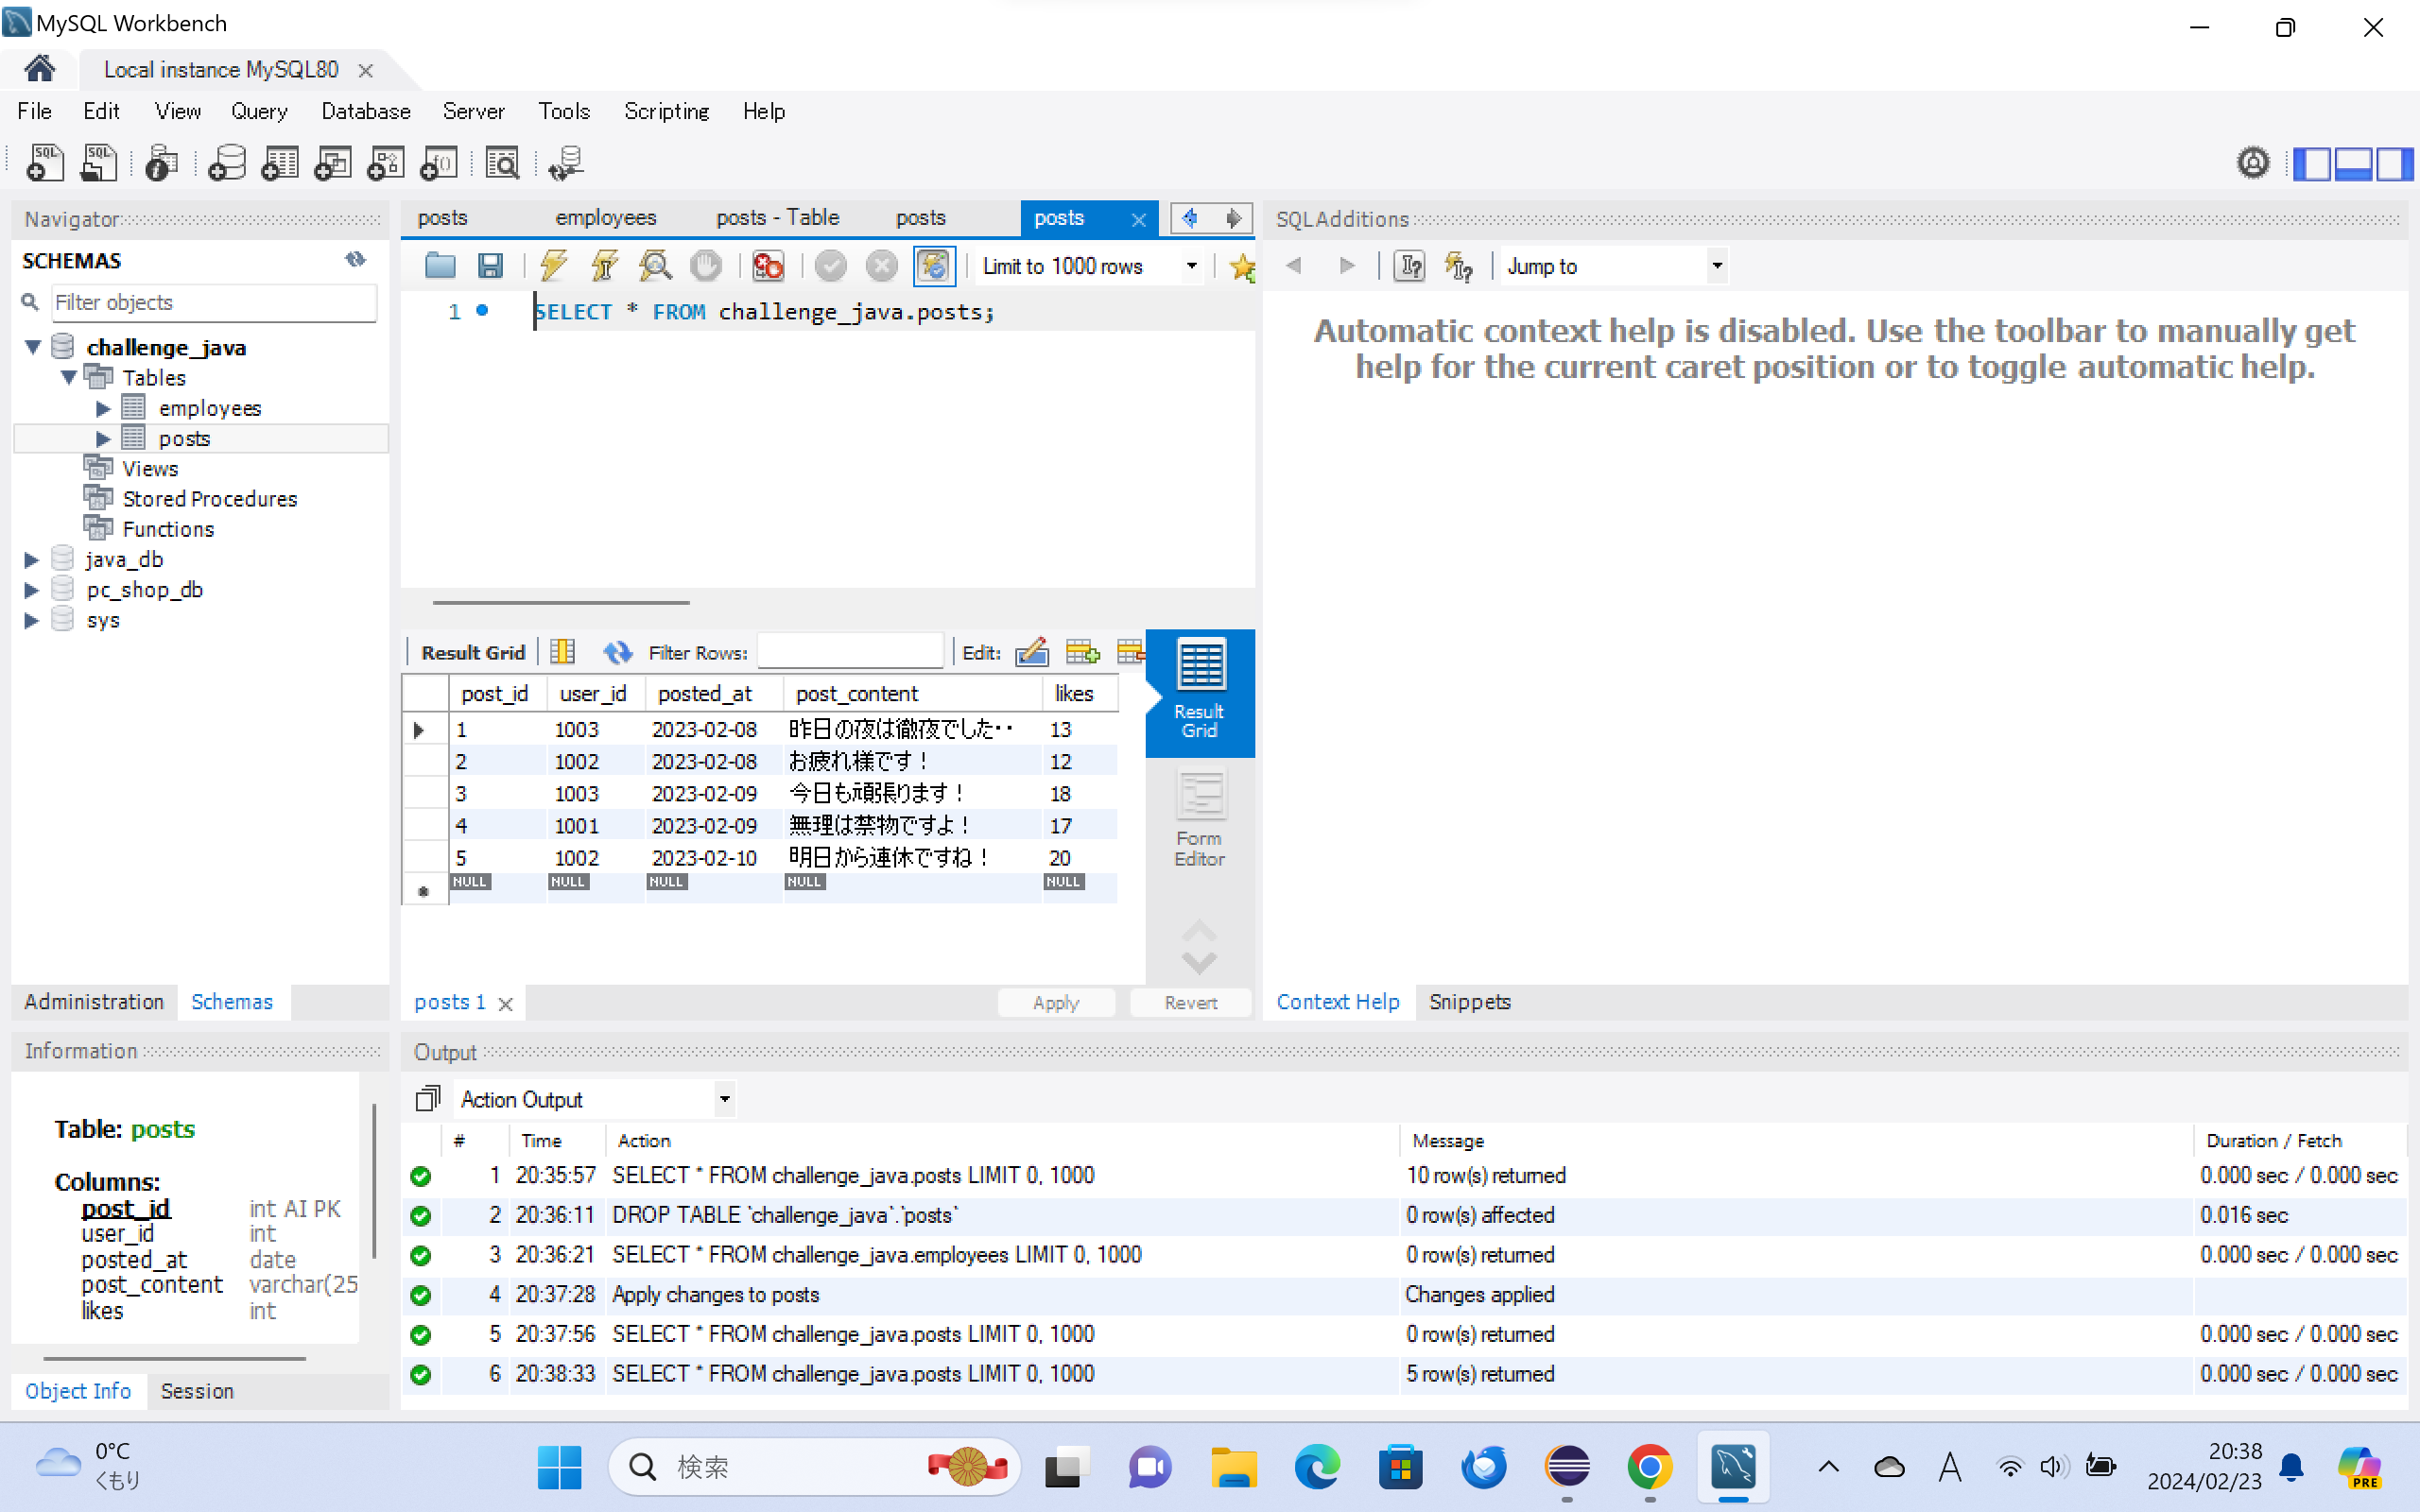 MySQL Workbench
Local instance MySQL80
File Edit View Query Database Server Tools Scripting Help
Navigator
SCHEMAS
Filter objects
challenge_java
Tables
employees
posts
Views
Stored Procedures
Functions
java_db
pc_shop_db
sys
Administration Schemas
Information
Table: posts
Columns:
post_id int AI PK
user_id int
posted_at date
post_content varchar(25
likes int
Object Info Session
posts employees posts - Table posts posts
Limit to 1000 rows
1 SELECT * FROM challenge_java.posts;
Result Grid Filter Rows: Edit:
post_id user_id posted_at post_content likes
1 1003 2023-02-08 昨日の夜は徹夜でした‥ 13
2 1002 2023-02-08 お疲れ様です！ 12
3 1003 2023-02-09 今日も頑張ります！ 18
4 1001 2023-02-09 無理は禁物ですよ！ 17
5 1002 2023-02-10 明日から連休ですね！ 20
NULL NULL NULL NULL NULL
Result
Grid
Form
Editor
posts 1 Apply Revert
SQLAdditions
Jump to
Automatic context help is disabled. Use the toolbar to manually get
help for the current caret position or to toggle automatic help.
Context Help Snippets
Output
Action Output
# Time Action Message Duration / Fetch
1 20:35:57 SELECT * FROM challenge_java.posts LIMIT 0, 1000 10 row(s) returned 0.000 sec / 0.000 sec
2 20:36:11 DROP TABLE `challenge_java`.`posts` 0 row(s) affected 0.016 sec
3 20:36:21 SELECT * FROM challenge_java.employees LIMIT 0, 1000 0 row(s) returned 0.000 sec / 0.000 sec
4 20:37:28 Apply changes to posts Changes applied
5 20:37:56 SELECT * FROM challenge_java.posts LIMIT 0, 1000 0 row(s) returned 0.000 sec / 0.000 sec
6 20:38:33 SELECT * FROM challenge_java.posts LIMIT 0, 1000 5 row(s) returned 0.000 sec / 0.000 sec
0°C
くもり
検索
A
20:38
2024/02/23
PRE